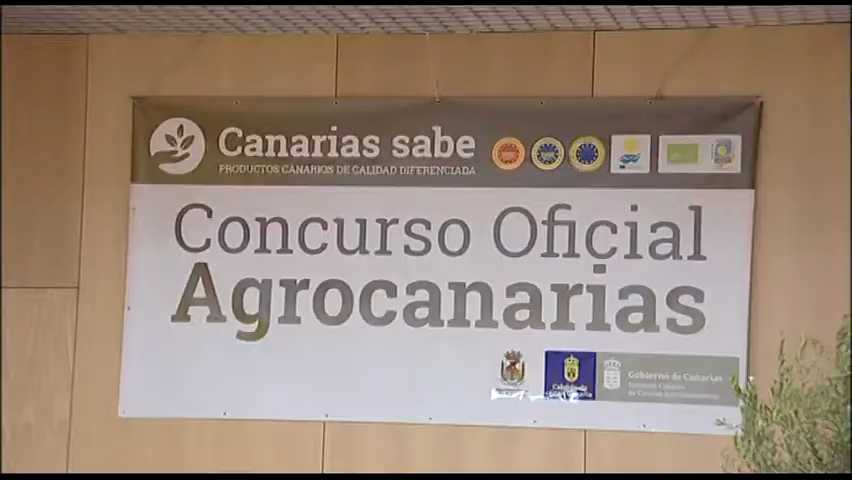 Canarias sabe
PRODUCTOS CANARIOS DE CALIDAD DIFERENCIADA
Concurso Oficial
Agrocanarias
Gobierno de Canarias